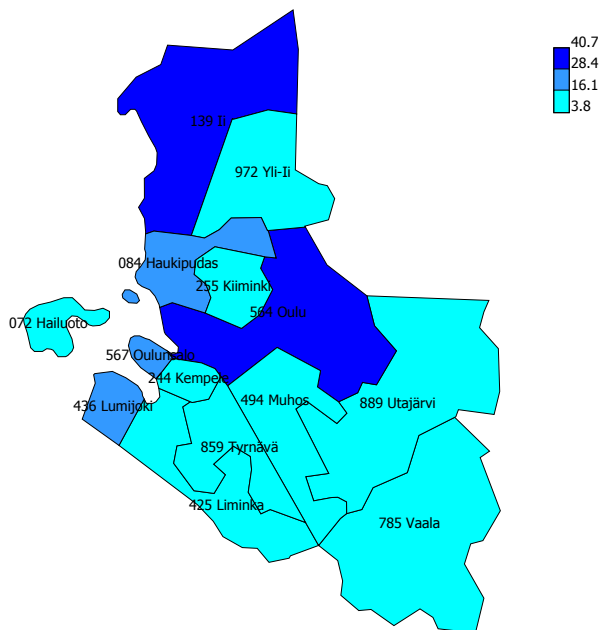 40.7
28.4
16.1
3.8
139 Ii
972 Yli-Ii
084 Haukipudas
255 Kiiminki
564 Oulu
072 Hailuoto
567 Oulunsalo
244 Kempele
436 Lumijoki
494 Muhos
889 Utajärvi
859 Tyrnävä
425 Liminka
785 Vaala